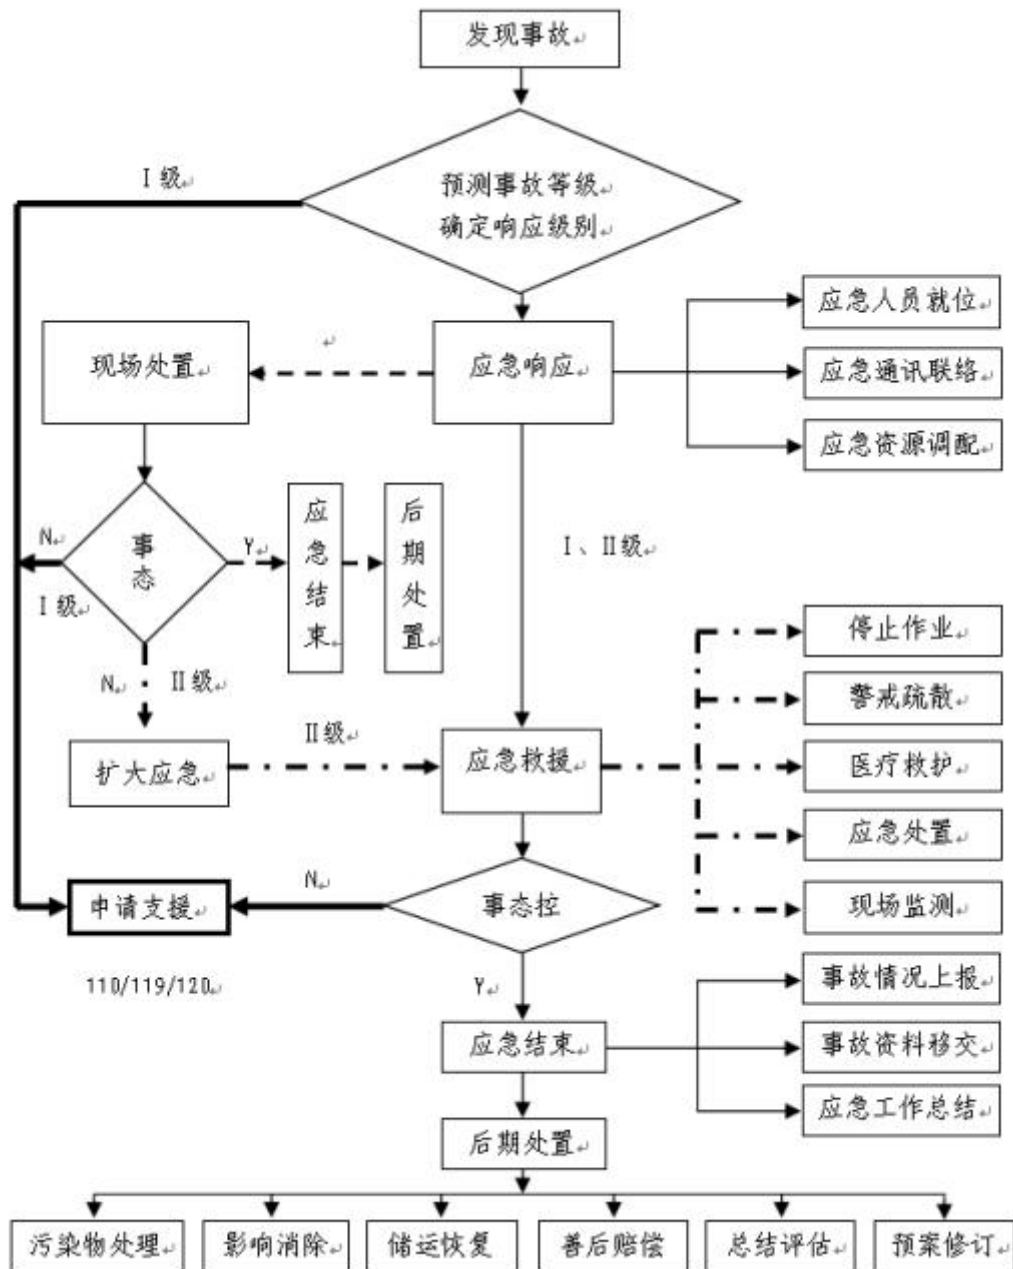 发现事故
Ⅰ级
预测事故等级
确定响应级别
应急人员就位
现场处置
应急响应
应急通讯联络
应急资源调配
N
事
态
Ⅰ级
Y
应急结束
后期处置
Ⅰ、Ⅱ级
N
Ⅱ级
停止作业
警戒疏散
Ⅱ级
扩大应急
应急救援
医疗救护
应急处置
N
申请支援
事态控
现场监测
110/119/120
Y
事故情况上报
应急结束
事故资料移交
应急工作总结
后期处置
污染物处理
影响消除
储运恢复
善后赔偿
总结评估
预案修订